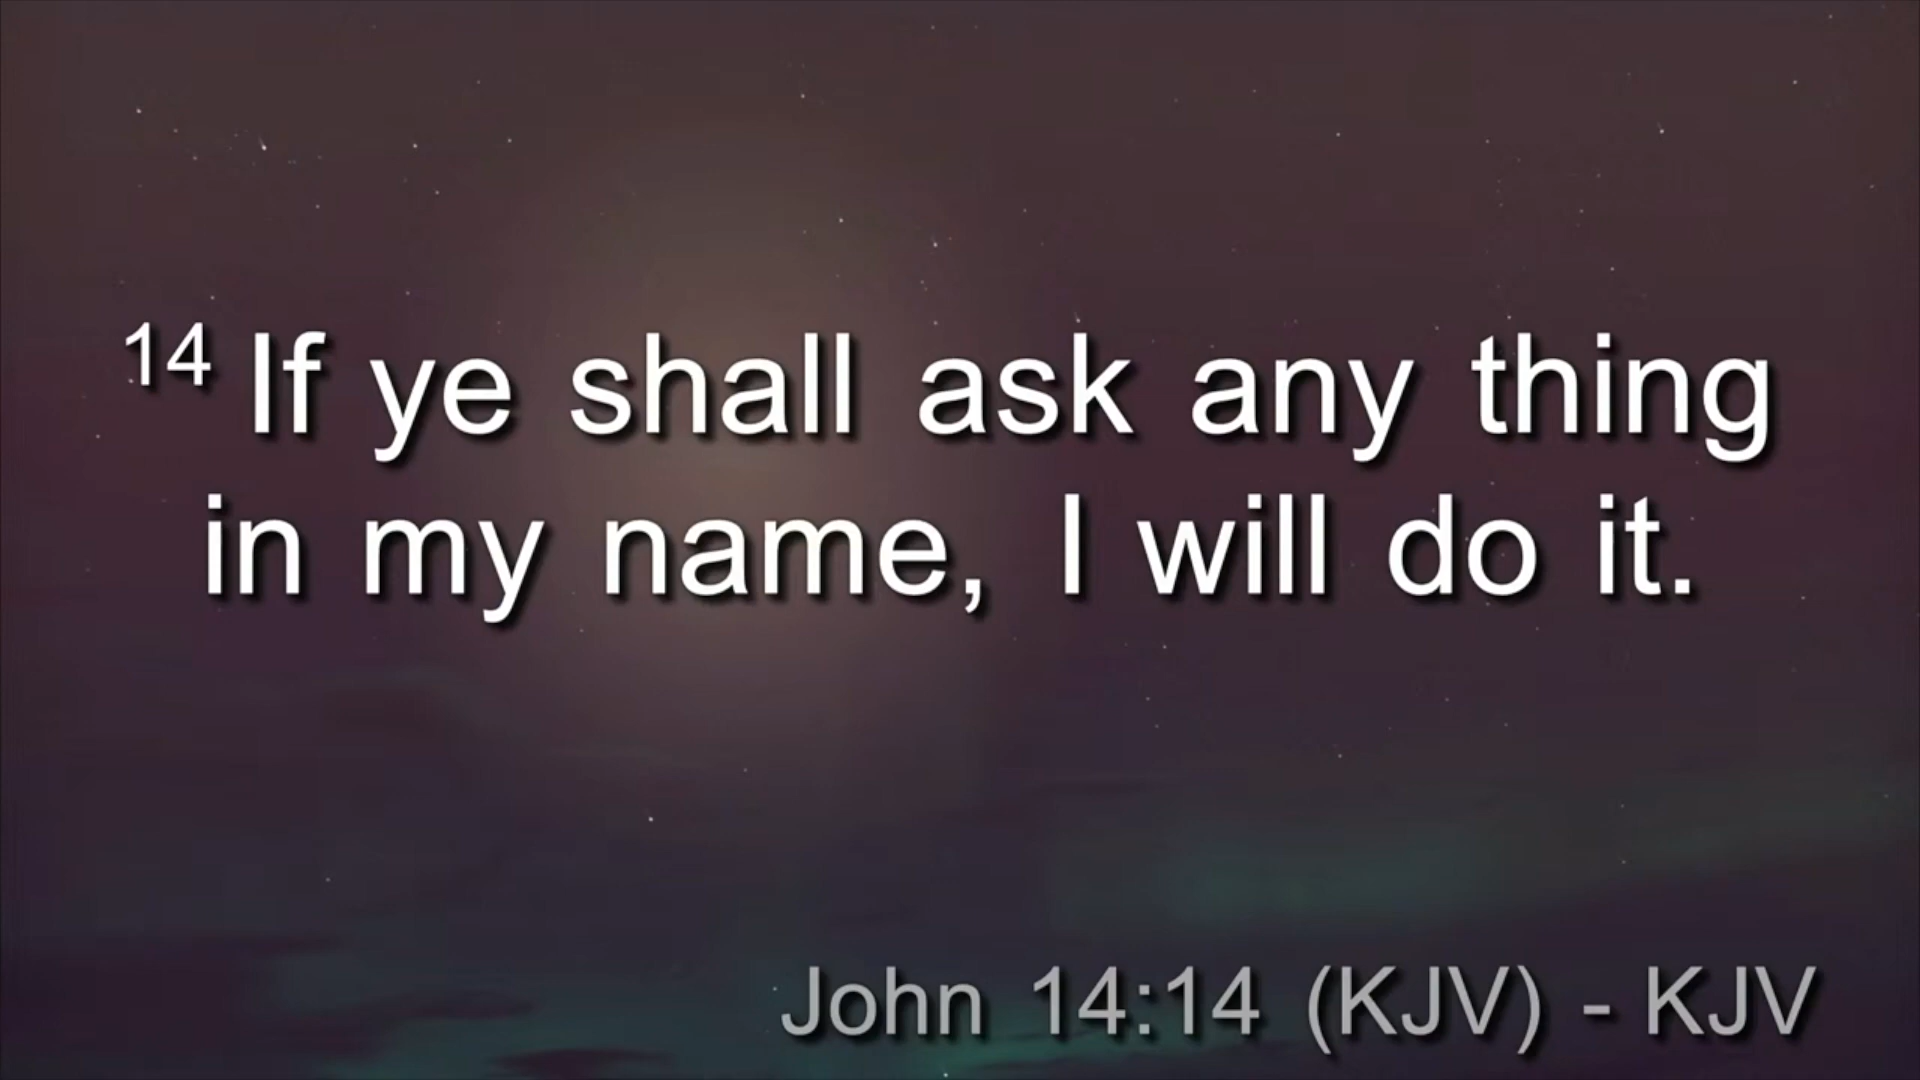 14 If ye shall ask any thing
in my name, I will do it.
John 14:14 (KJV) - KJV